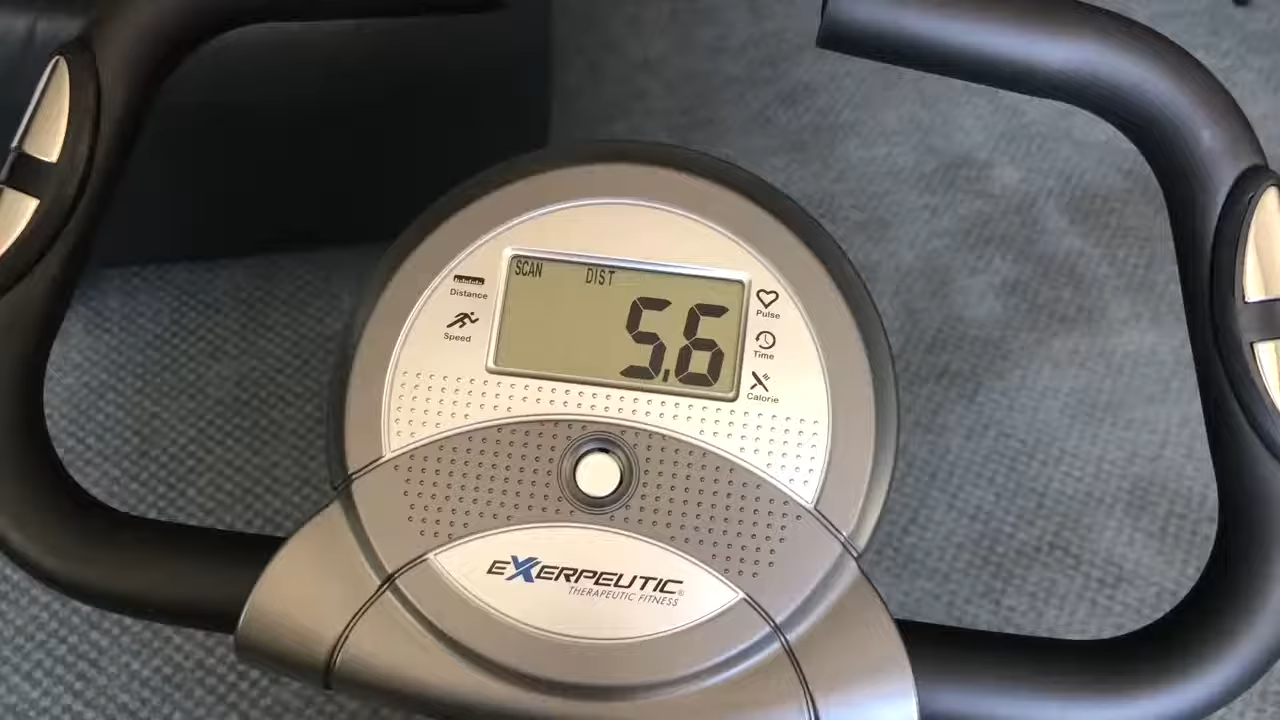 SCAN DIST
5.6
Distance
Speed
Pulse
Time
Calorie
EXERPEUTIC®
THERAPEUTIC FITNESS